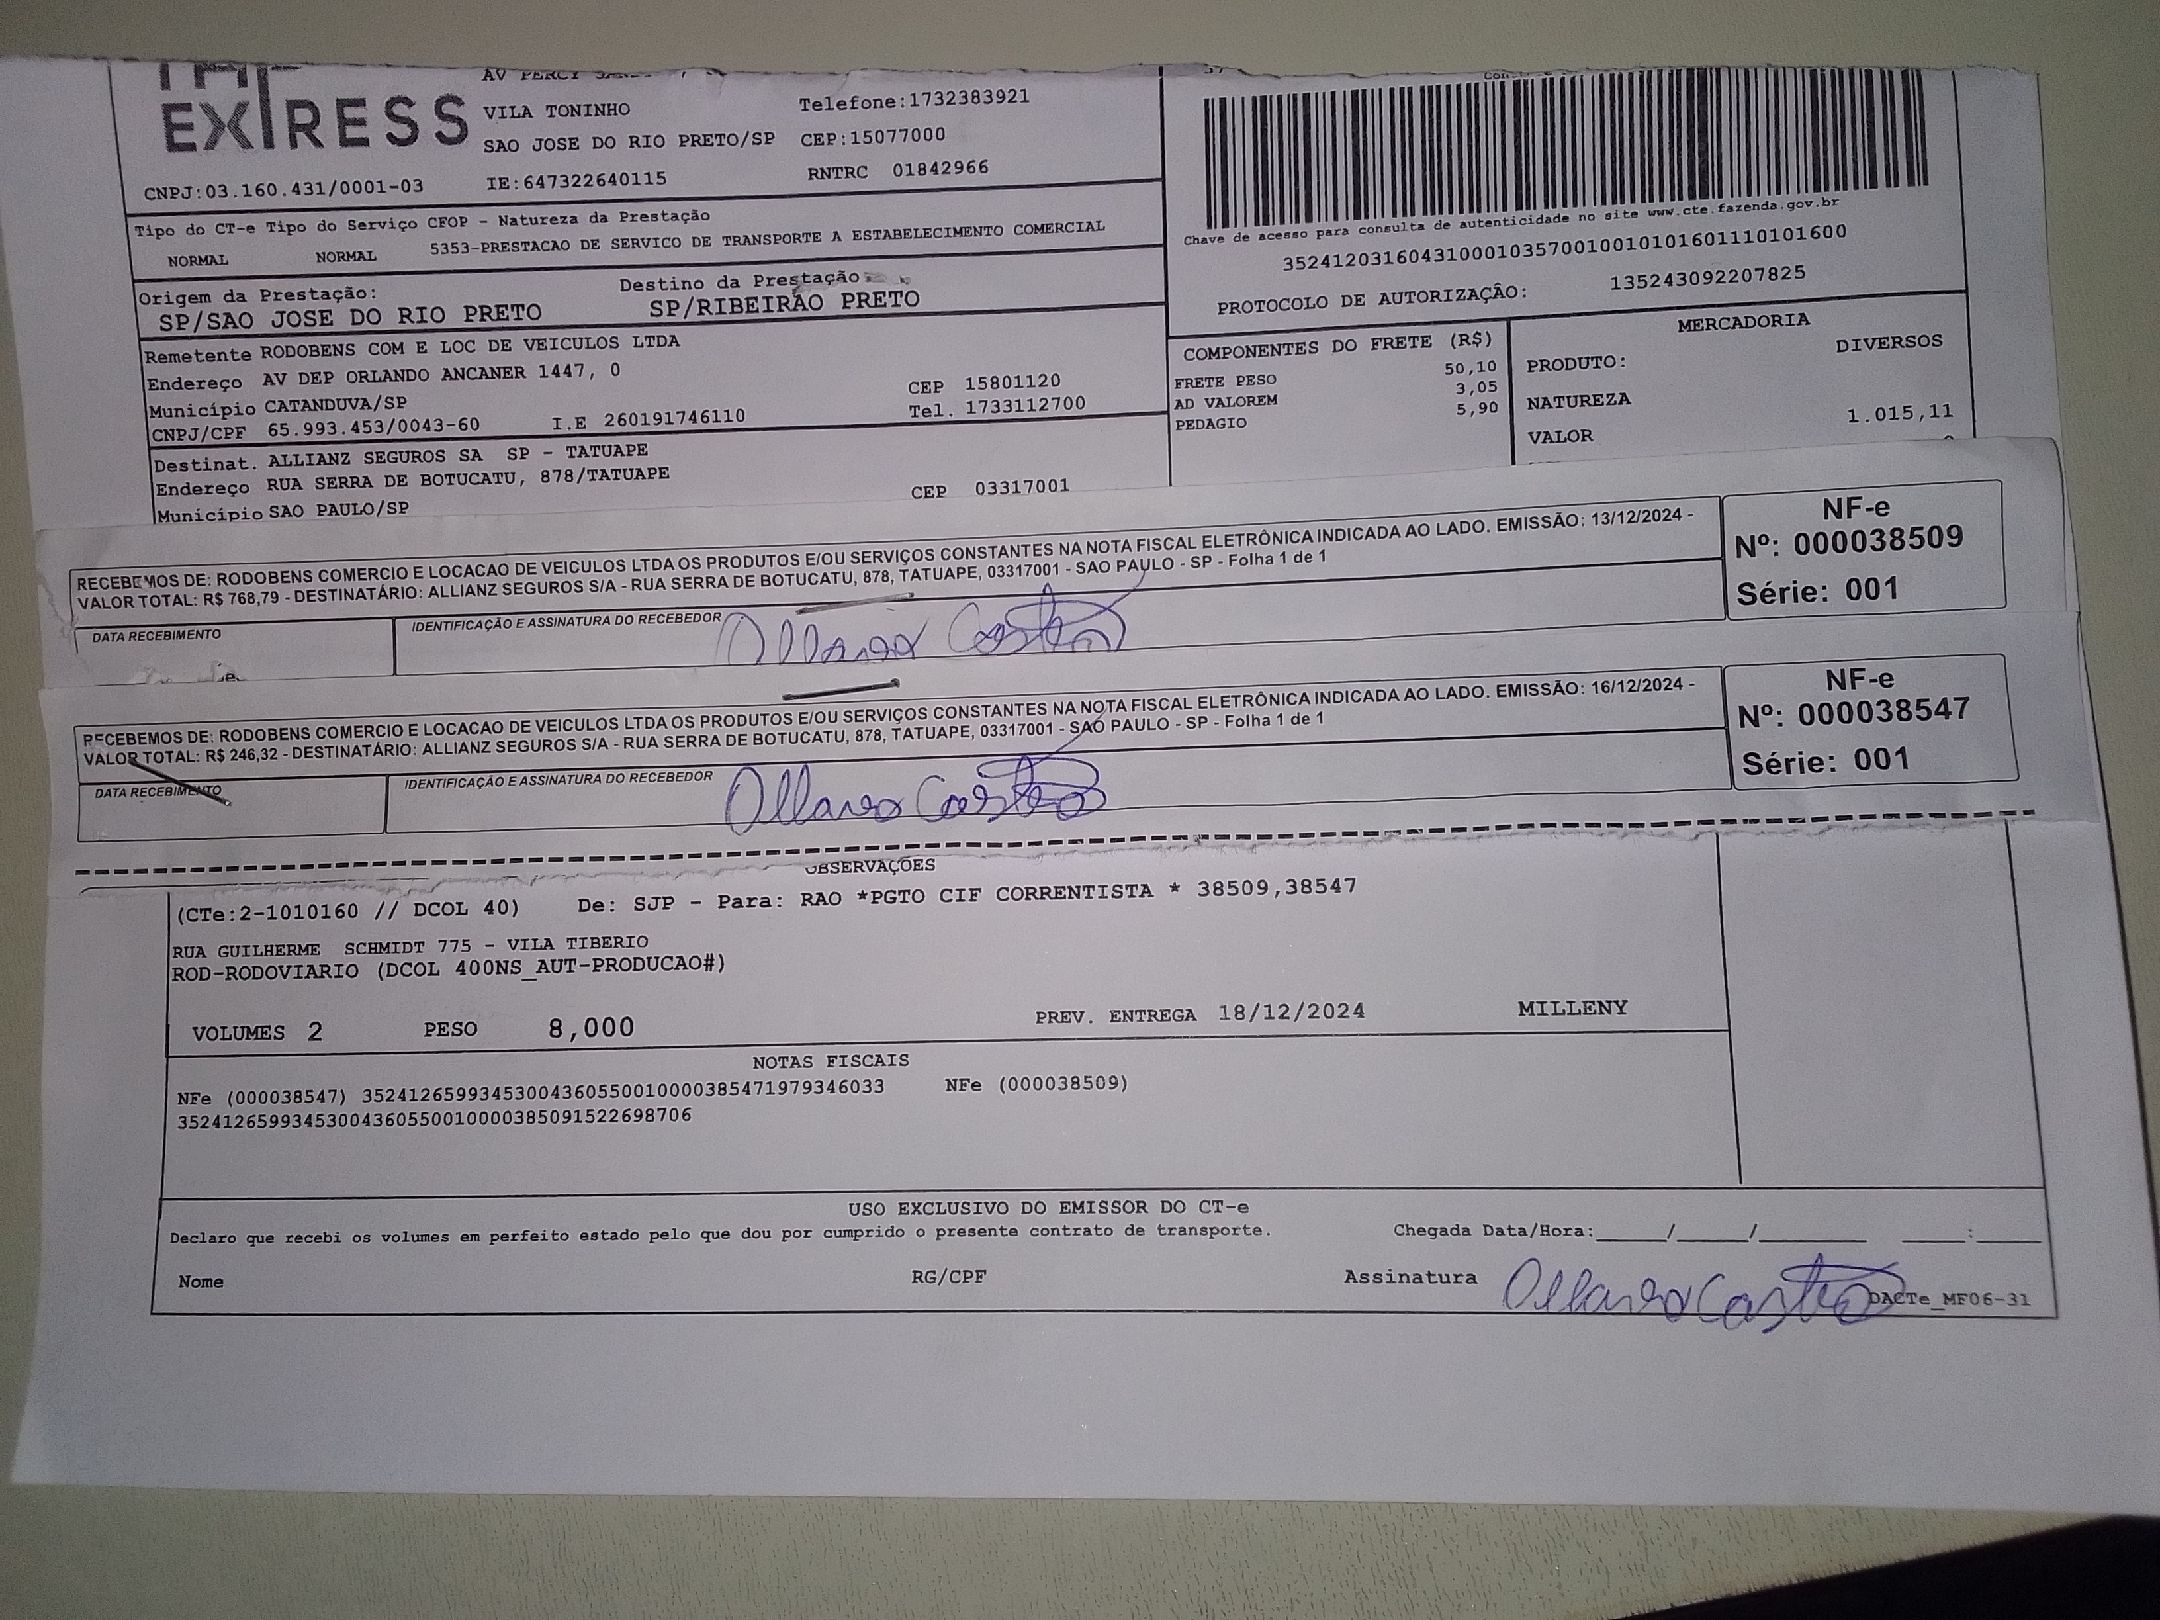 EXPRESS
VILA TONINHO Telefone:1732383921
SAO JOSE DO RIO PRETO/SP CEP:15077000
CNPJ:03.160.431/0001-03 IE:647322640115 RNTRC 01842966
Tipo do CT-e Tipo do Serviço CFOP - Natureza da Prestação
NORMAL NORMAL 5353-PRESTACAO DE SERVICO DE TRANSPORTE A ESTABELECIMENTO COMERCIAL
Origem da Prestação: Destino da Prestação
SP/SAO JOSE DO RIO PRETO SP/RIBEIRÃO PRETO
Remetente RODOBENS COM E LOC DE VEICULOS LTDA
Endereço AV DEP ORLANDO ANCANER 1447, 0
Município CATANDUVA/SP CEP 15801120
CNPJ/CPF 65.993.453/0043-60 I.E 260191746110 Tel. 1733112700
Destinat. ALLIANZ SEGUROS SA SP - TATUAPE
Endereço RUA SERRA DE BOTUCATU, 878/TATUAPE
Município SAO PAULO/SP CEP 03317001
Chave de acesso para consulta de autenticidade no site www.cte.fazenda.gov.br
35241203160431000103570010010101601110101600
PROTOCOLO DE AUTORIZAÇÃO: 135243092207825
COMPONENTES DO FRETE (R$)
FRETE PESO 50,10
AD VALOREM 3,05
PEDAGIO 5,90
MERCADORIA
PRODUTO: DIVERSOS
NATUREZA
VALOR 1.015,11
RECEBEMOS DE: RODOBENS COMERCIO E LOCACAO DE VEICULOS LTDA OS PRODUTOS E/OU SERVIÇOS CONSTANTES NA NOTA FISCAL ELETRÔNICA INDICADA AO LADO. EMISSÃO: 13/12/2024 -
VALOR TOTAL: R$ 768,79 - DESTINATÁRIO: ALLIANZ SEGUROS S/A - RUA SERRA DE BOTUCATU, 878, TATUAPE, 03317001 - SAO PAULO - SP - Folha 1 de 1
DATA RECEBIMENTO IDENTIFICAÇÃO E ASSINATURA DO RECEBEDOR
NF-e
Nº: 000038509
Série: 001
RECEBEMOS DE: RODOBENS COMERCIO E LOCACAO DE VEICULOS LTDA OS PRODUTOS E/OU SERVIÇOS CONSTANTES NA NOTA FISCAL ELETRÔNICA INDICADA AO LADO. EMISSÃO: 16/12/2024 -
VALOR TOTAL: R$ 246,32 - DESTINATÁRIO: ALLIANZ SEGUROS S/A - RUA SERRA DE BOTUCATU, 878, TATUAPE, 03317001 - SAO PAULO - SP - Folha 1 de 1
DATA RECEBIMENTO IDENTIFICAÇÃO E ASSINATURA DO RECEBEDOR
NF-e
Nº: 000038547
Série: 001
OBSERVAÇÕES
(CTe:2-1010160 // DCOL 40) De: SJP - Para: RAO *PGTO CIF CORRENTISTA * 38509,38547
RUA GUILHERME SCHMIDT 775 - VILA TIBERIO
ROD-RODOVIARIO (DCOL 400NS_AUT-PRODUCAO#)
VOLUMES 2 PESO 8,000 PREV. ENTREGA 18/12/2024 MILLENY
NOTAS FISCAIS
NFe (000038547) 35241265993453004360550010000385471979346033 NFe (000038509)
35241265993453004360550010000385091522698706
USO EXCLUSIVO DO EMISSOR DO CT-e
Declaro que recebi os volumes em perfeito estado pelo que dou por cumprido o presente contrato de transporte. Chegada Data/Hora:_____/_____/________ _____:_____
Nome RG/CPF Assinatura
DACTe_MF06-31